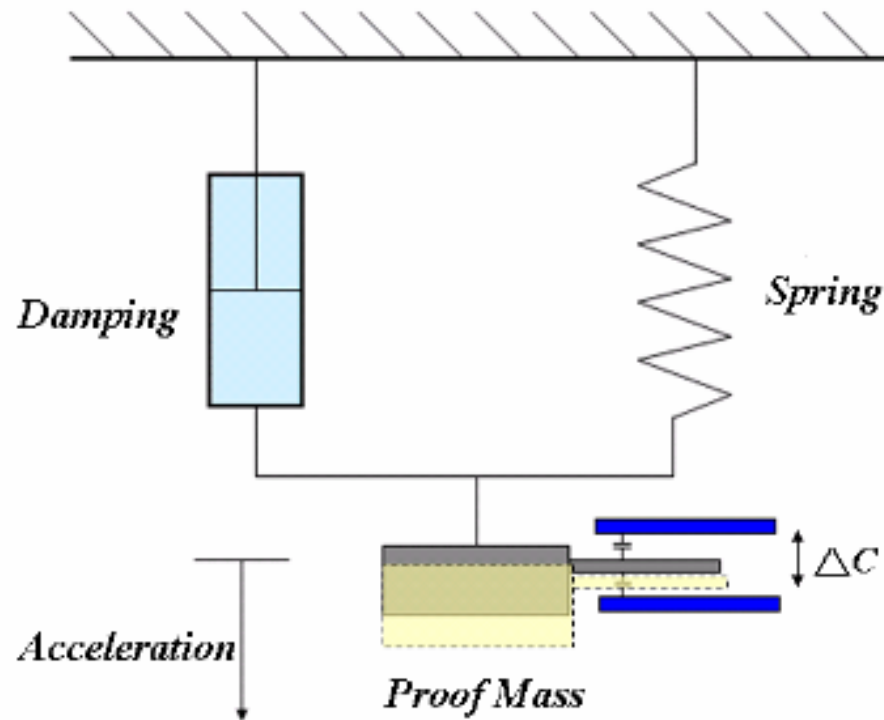 Damping
Spring
△C
Acceleration
Proof Mass